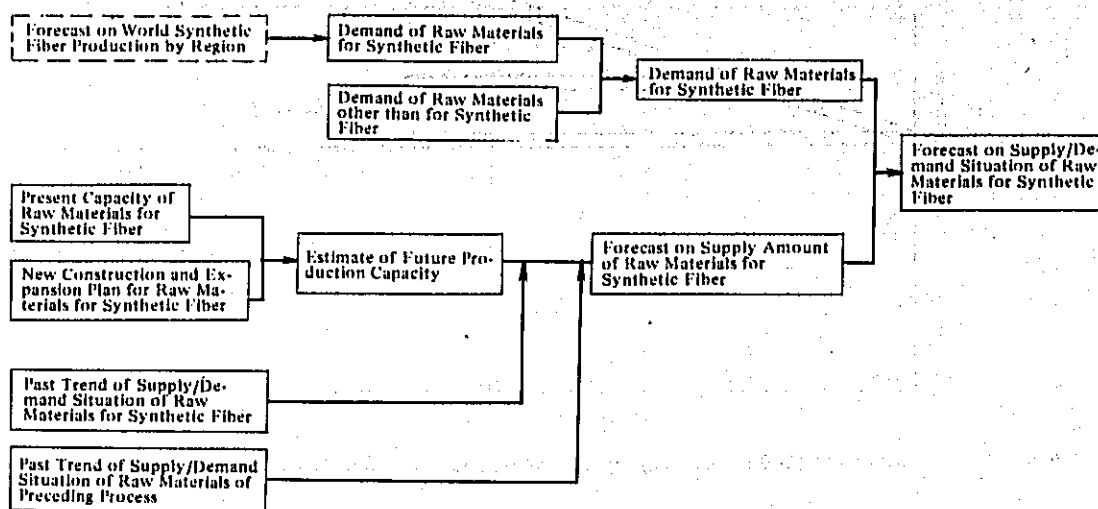 Forecast on World Synthetic
Fiber Production by Region
Demand of Raw Materials
for Synthetic Fiber
Demand of Raw Materials
other than for Synthetic
Fiber
Demand of Raw Materials
for Synthetic Fiber
Forecast on Supply/De-
mand Situation of Raw
Materials for Synthetic
Fiber
Present Capacity of
Raw Materials for
Synthetic Fiber
New Construction and Ex-
pansion Plan for Raw Ma-
terials for Synthetic Fiber
Estimate of Future Pro-
duction Capacity
Forecast on Supply Amount
of Raw Materials for
Synthetic Fiber
Past Trend of Supply/De-
mand Situation of Raw
Materials for Synthetic Fiber
Past Trend of Supply/Demand
Situation of Raw Materials of
Preceding Process